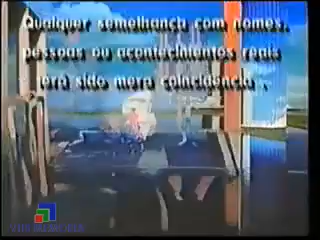 Qualquer semelhança com nomes,
pessoas ou acontecimentos reais
terá sido mera coincidência .